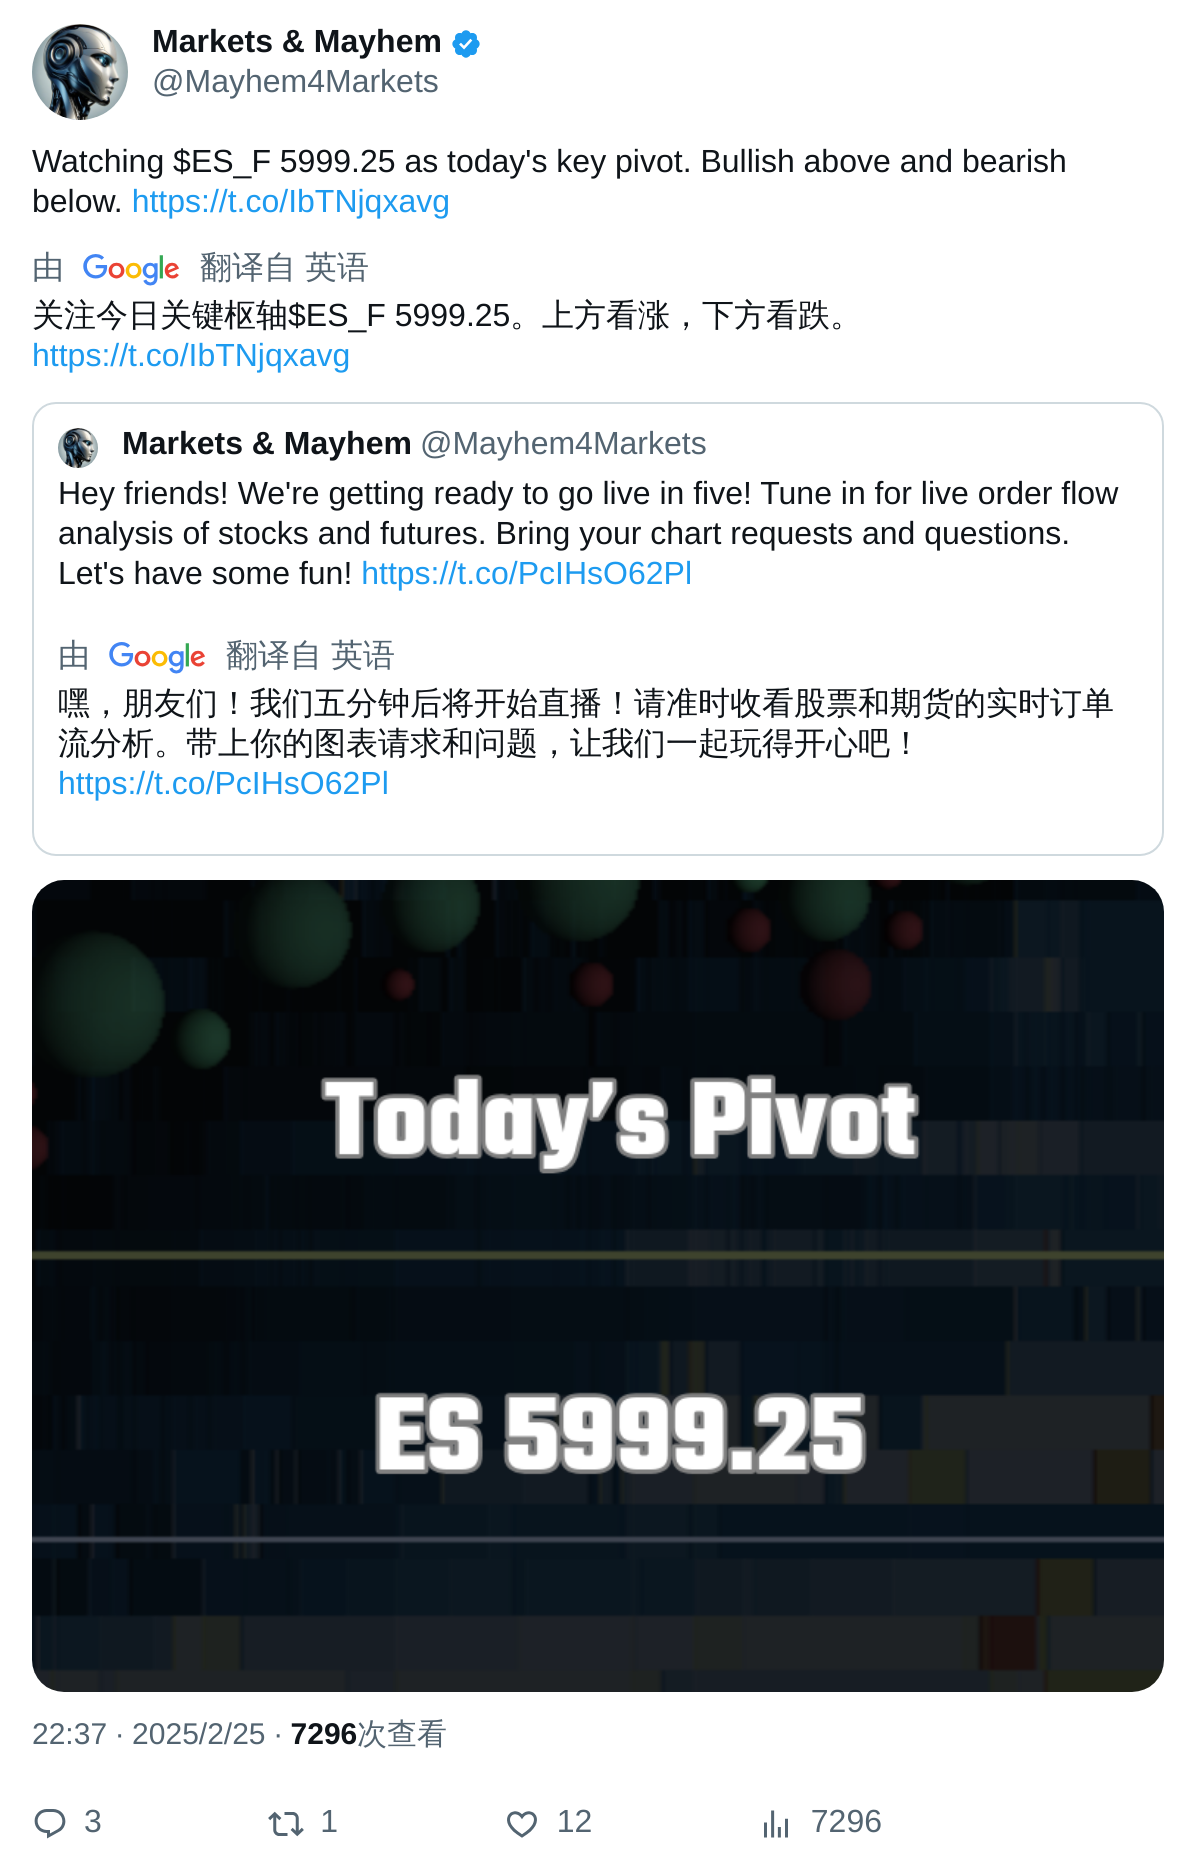 Markets & Mayhem
@Mayhem4Markets
Watching $ES_F 5999.25 as today's key pivot. Bullish above and bearish
below. https://t.co/IbTNjqxavg
由 Google 翻译自 英语
关注今日关键枢轴$ES_F 5999.25。上方看涨，下方看跌。
https://t.co/IbTNjqxavg
Markets & Mayhem @Mayhem4Markets
Hey friends! We're getting ready to go live in five! Tune in for live order flow
analysis of stocks and futures. Bring your chart requests and questions.
Let's have some fun! https://t.co/PcIHsO62Pl
由 Google 翻译自 英语
嘿，朋友们！我们五分钟后将开始直播！请准时收看股票和期货的实时订单
流分析。带上你的图表请求和问题，让我们一起玩得开心吧！
https://t.co/PcIHsO62Pl
Today's Pivot
ES 5999.25
22:37 · 2025/2/25 · 7296次查看
3 1 12 7296